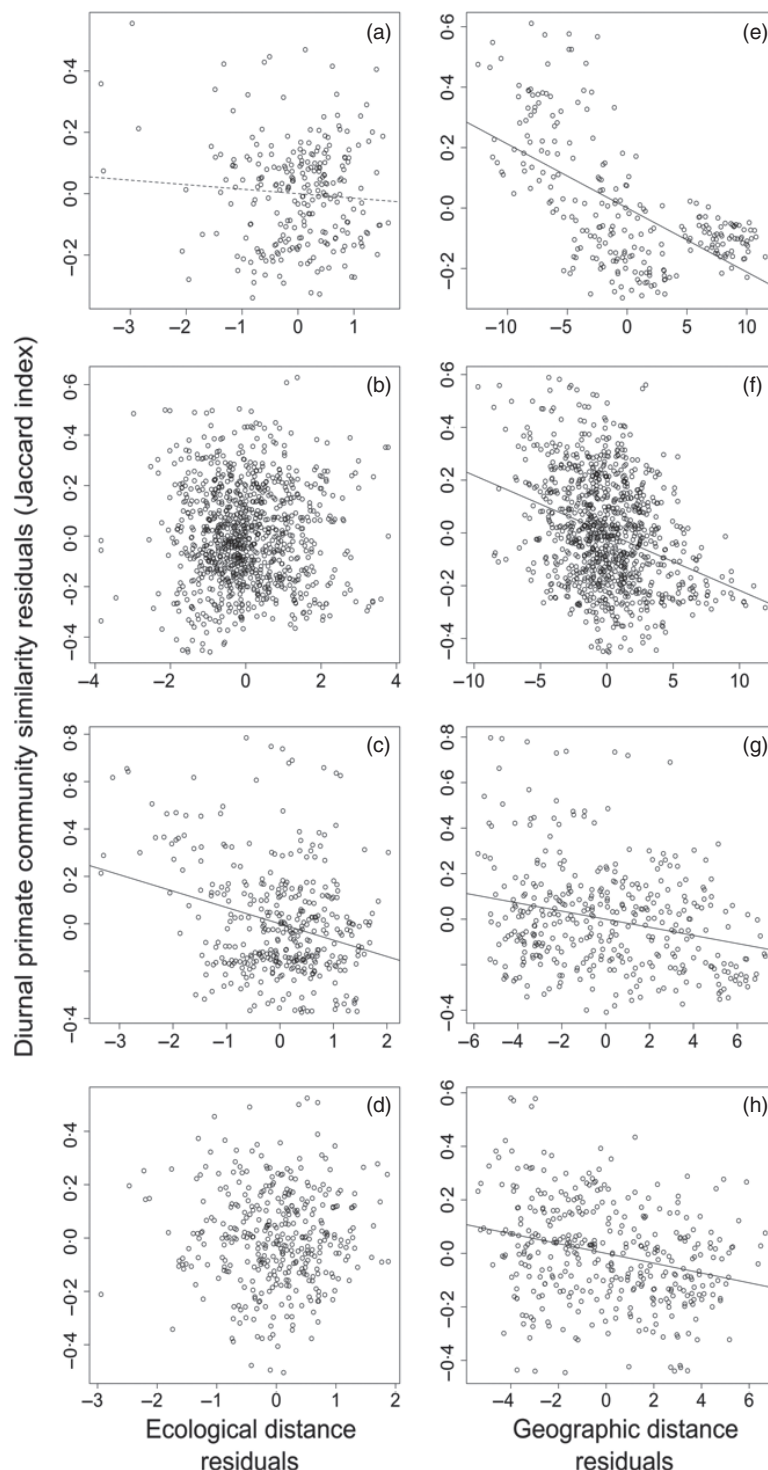 Diurnal primate community similarity residuals (Jaccard index)
(a)
0·4
0·2
0·0
−0·2
−3 −2 −1 0 1
(e)
0·6
0·4
0·2
0·0
−0·2
−10 −5 0 5 10
(b)
0·6
0·4
0·2
0·0
−0·2
−0·4
−4 −2 0 2 4
(f)
0·6
0·4
0·2
0·0
−0·2
−0·4
−10 −5 0 5 10
(c)
0·8
0·6
0·4
0·2
0·0
−0·4
−3 −2 −1 0 1 2
(g)
0·8
0·6
0·4
0·2
0·0
−0·4
−6 −4 −2 0 2 4 6
(d)
0·4
0·2
0·0
−0·2
−0·4
−3 −2 −1 0 1 2
(h)
0·6
0·4
0·2
0·0
−0·2
−0·4
−4 −2 0 2 4 6
Ecological distance
residuals
Geographic distance
residuals